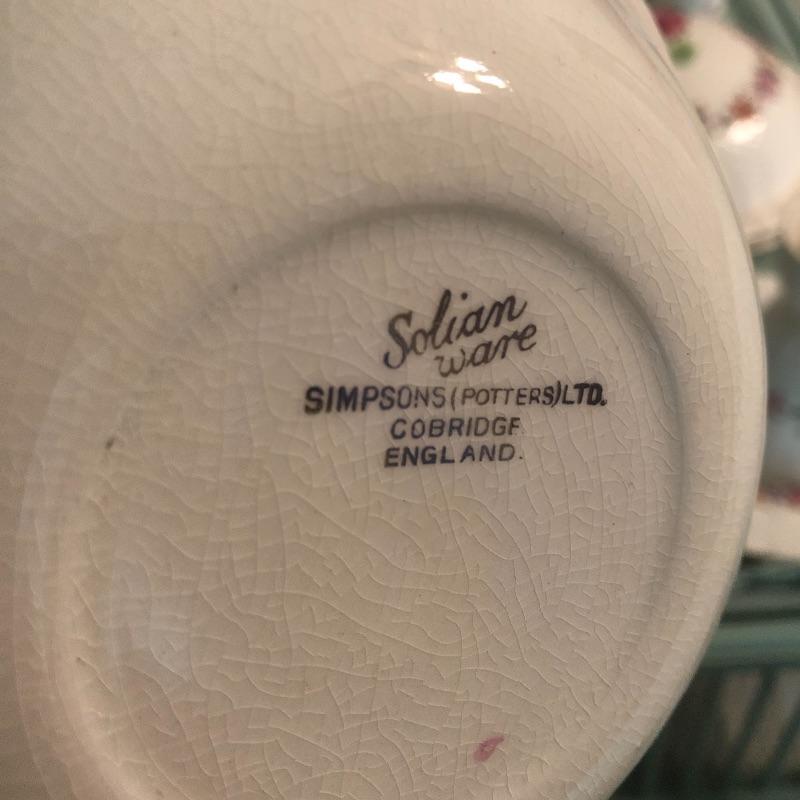 Solian
ware
SIMPSONS (POTTERS) LTD.
COBRIDGE
ENGLAND.